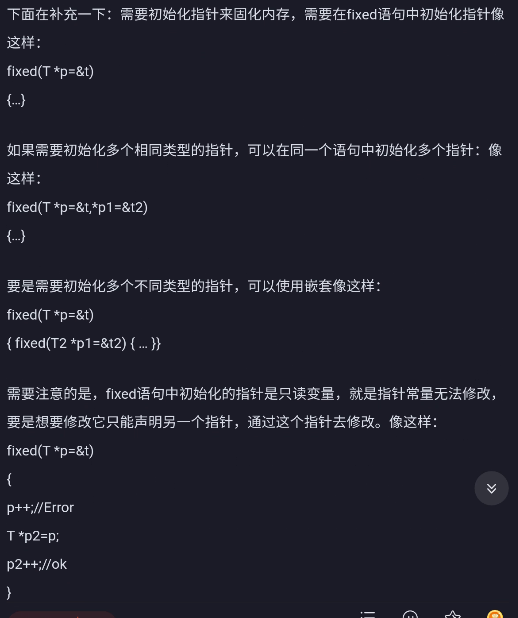 下面在补充一下：需要初始化指针来固化内存，需要在fixed语句中初始化指针像
这样：
fixed(T *p=&t)
{…}
如果需要初始化多个相同类型的指针，可以在同一个语句中初始化多个指针：像
这样：
fixed(T *p=&t,*p1=&t2)
{…}
要是需要初始化多个不同类型的指针，可以使用嵌套像这样：
fixed(T *p=&t)
{ fixed(T2 *p1=&t2) { … }}
需要注意的是，fixed语句中初始化的指针是只读变量，就是指针常量无法修改，
要是想要修改它只能声明另一个指针，通过这个指针去修改。像这样：
fixed(T *p=&t)
{
p++;//Error
T *p2=p;
p2++;//ok
}